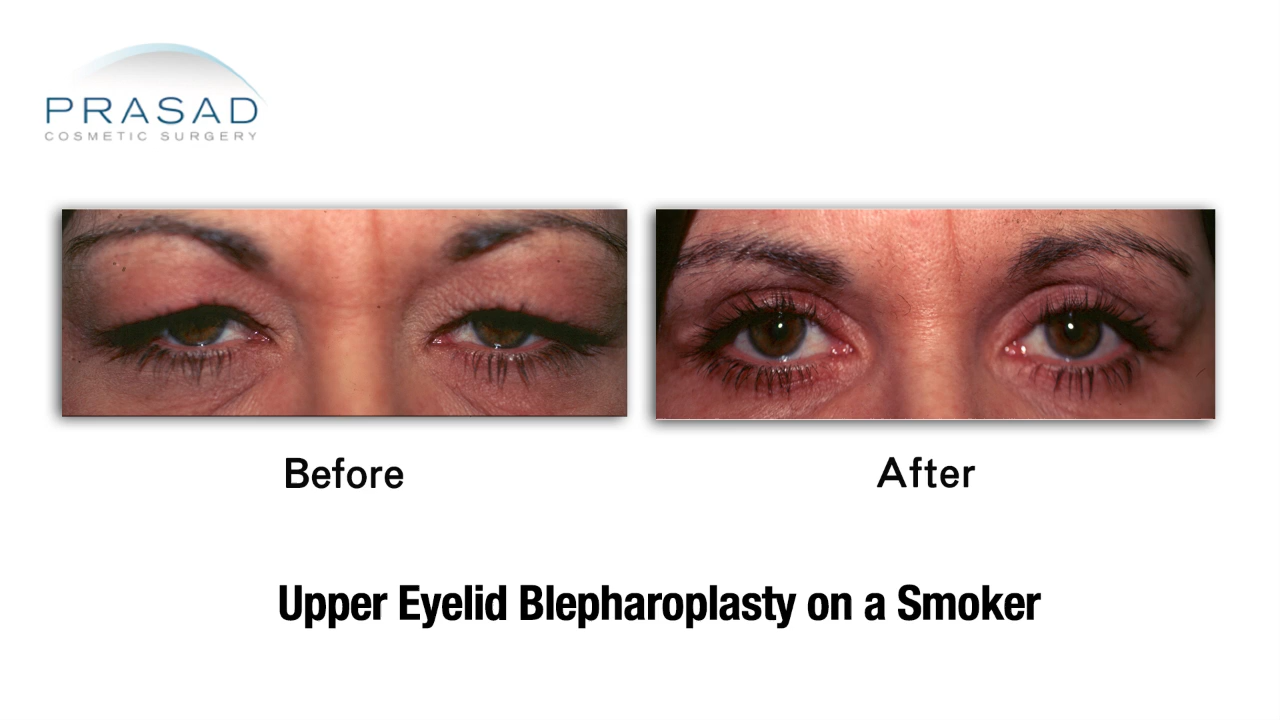 PRASAD
COSMETIC SURGERY
Before
After
Upper Eyelid Blepharoplasty on a Smoker